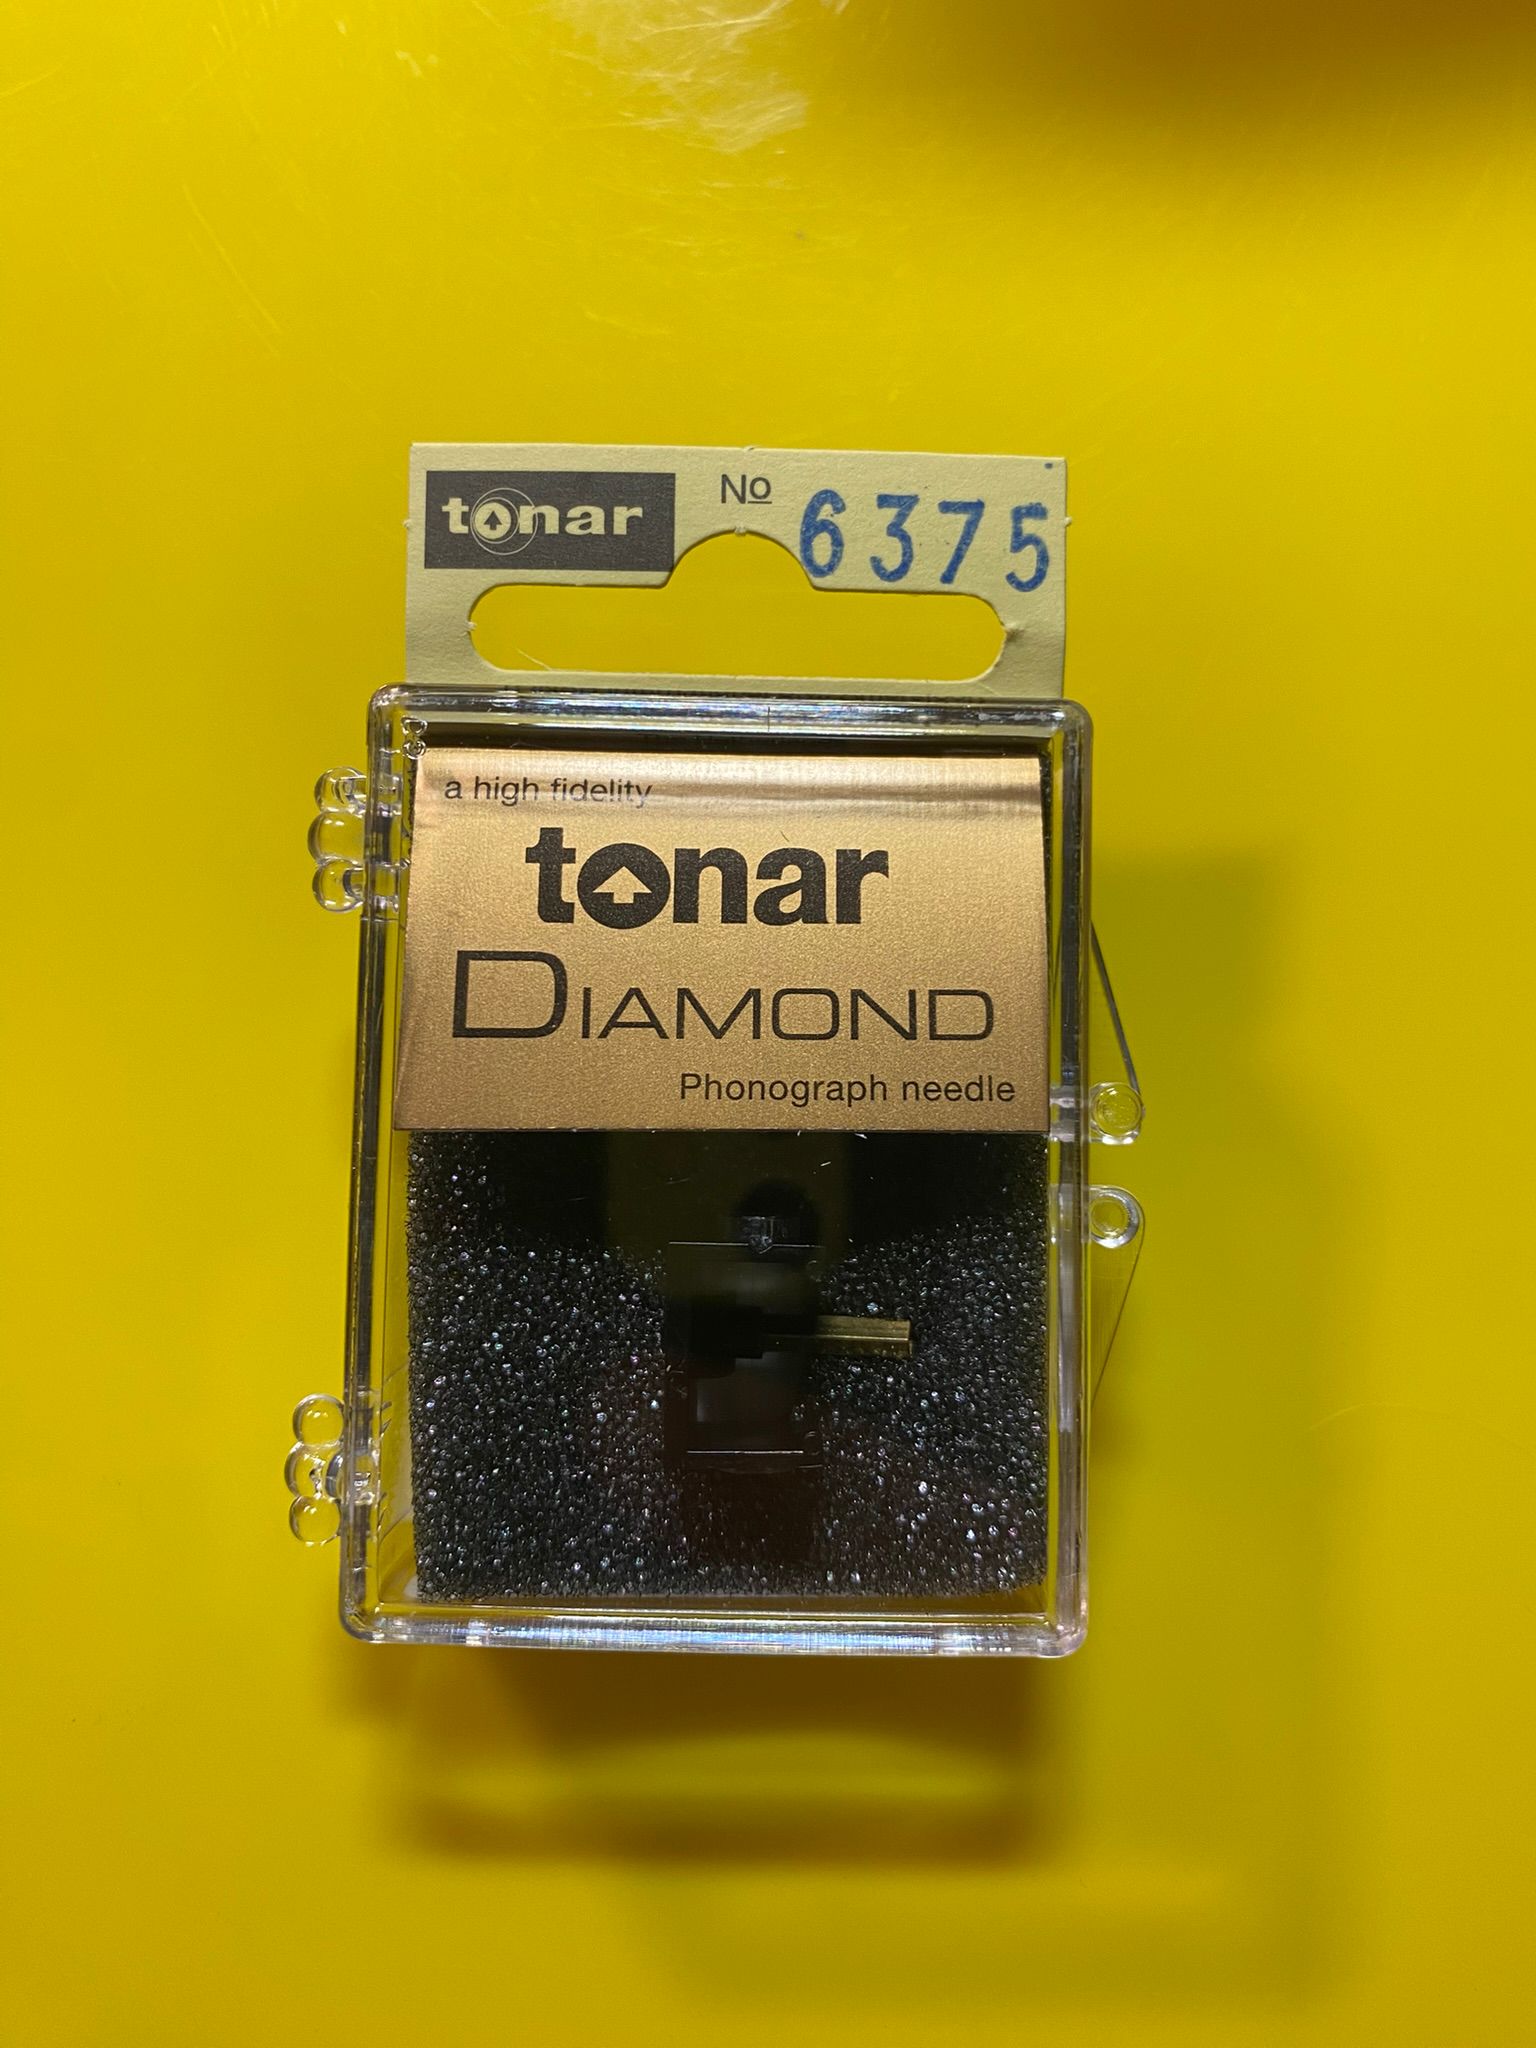 tonar
No 6375
a high fidelity
tonar
DIAMOND
Phonograph needle